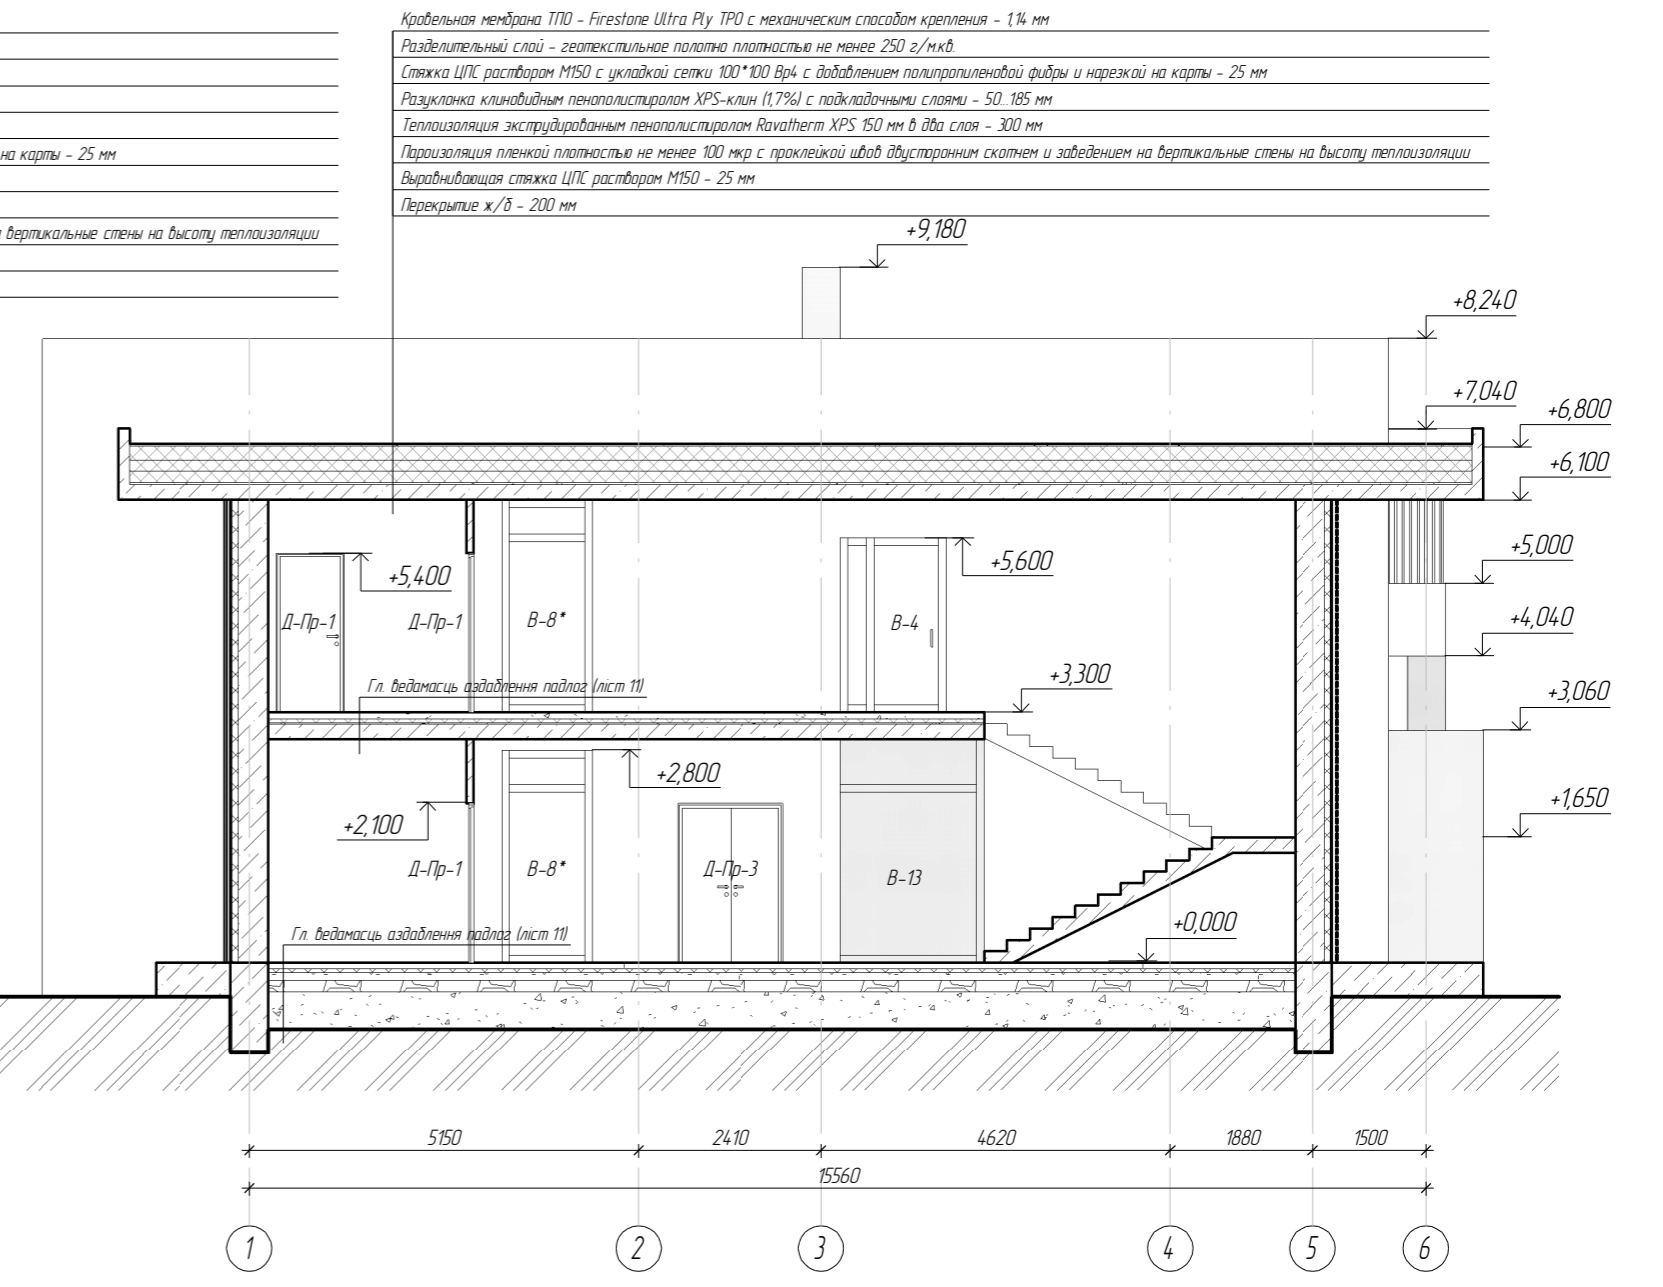 Кровельная мембрана ТПО - Firestone Ultra Ply TPO с механическим способом крепления - 1,14 мм
Разделительный слой - геотекстильное полотно плотностью не менее 250 г/м.кв.
Стяжка ЦПС раствором М150 с укладкой сетки 100*100 Вр4 с добавлением полипропиленовой фибры и нарезкой на карты - 25 мм
Разуклонка клиновидным пенополистиролом XPS-клин (1,7%) с подкладочными слоями - 50...185 мм
Теплоизоляция экструдированным пенополистиролом Ravatherm XPS 150 мм в два слоя - 300 мм
Пароизоляция пленкой плотностью не менее 100 мкр с проклейкой швов двусторонним скотчем и заведением на вертикальные стены на высоту теплоизоляции
Выравнивающая стяжка ЦПС раствором М150 - 25 мм
Перекрытие ж/б - 200 мм
на карты - 25 мм
вертикальные стены на высоту теплоизоляции
+9,180
+8,240
+7,040
+6,800
+6,100
+5,000
+4,040
+3,060
+1,650
+5,400
+5,600
Д-Пр-1
Д-Пр-1
В-8*
В-4
Гл. ведамасць аздаблення падлог (ліст 11)
+3,300
+2,800
+2,100
Д-Пр-1
В-8*
Д-Пр-3
В-13
Гл. ведамасць аздаблення падлог (ліст 11)
+0,000
5150
2410
4620
1880
1500
15560
1
2
3
4
5
6